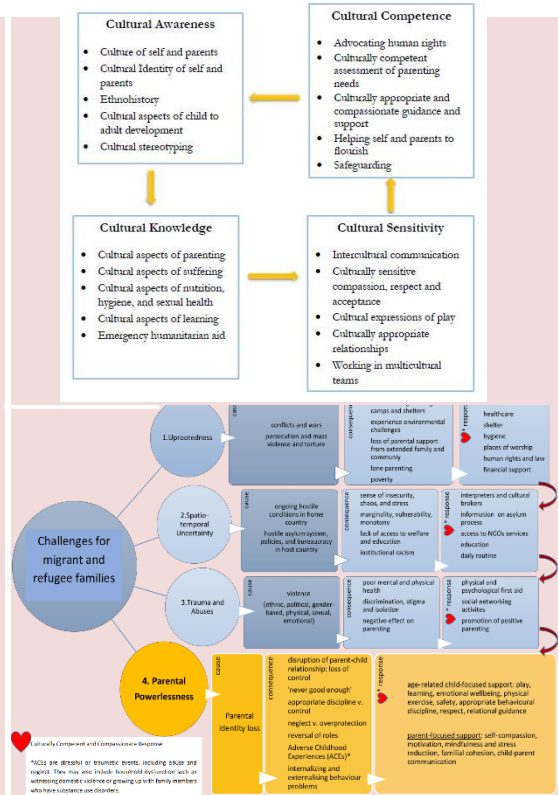 Cultural Awareness
• Culture of self and parents
• Cultural Identity of self and
parents
• Ethnohistory
• Cultural aspects of child to
adult development
• Cultural stereotyping
Cultural Competence
• Advocating human rights
• Culturally competent
assessment of parenting
needs
• Culturally appropriate and
compassionate guidance and
support
• Helping self and parents to
flourish
• Safeguarding
Cultural Knowledge
• Cultural aspects of parenting
• Cultural aspects of suffering
• Cultural aspects of nutrition,
hygiene, and sexual health
• Cultural aspects of learning
• Emergency humanitarian aid
Cultural Sensitivity
• Intercultural communication
• Culturally sensitive
compassion, respect and
acceptance
• Cultural expressions of play
• Culturally appropriate
relationships
• Working in multicultural
teams
Challenges for
migrant and
refugee families
1.Uprootedness
cause
conflicts and wars
persecution and mass
violence and torture
consequence
camps and shelters
experience environmental
challenges
loss of parental support
from extended family and
communiy
lone parenting
poverty
* response
healthcare
shelter
hygiene
places of worship
human rights and law
financial support
2.Spatio-
temporal
Uncertainty
cause
ongoing hostile
conditions in home
country
hostile asylum system,
policies, and bureaucracy
in host country
consequence
sense of insecurity,
chaos, and stress
marginality, vulnerability,
monotony
lack of access to welfare
and education
institutional racism
* response
interpreters and cultural
brokers
information on asylum
process
access to NGOs services
education
daily routine
3.Trauma and
Abuses
cause
violence
(ethnic, political, gender-
based, physical, sexual,
emotional)
consequence
poor mental and physical
health
discrimination, stigma
and isolation
negative effect on
parenting
* response
physical and
psychological first aid
social networking
activites
promotion of positive
parenting
4. Parental
Powerlessness
cause
Parental
Identity loss
consequence
disruption of parent-child
relationship: loss of
control
'never good enough'
appropriate discipline v.
control
neglect v. overprotection
reversal of roles
Adverse Childhood
Experiences (ACEs)*
internalizing and
externalising behaviour
problems
* response
age-related child-focused support: play,
learning, emotional wellbeing, physical
exercise, safety, appropriate behavioural
discipline, respect, relational guidance
parent-focused support: self-compassion,
motivation, mindfulness and stress
reduction, familial cohesion, child-parent
communication
Culturally Competent and Compassionate Response
*ACEs are stressful or traumatic events, including abuse and
neglect. They may also include household dysfunction such as
witnessing domestic violence or growing up with family members
who have substance use disorders.